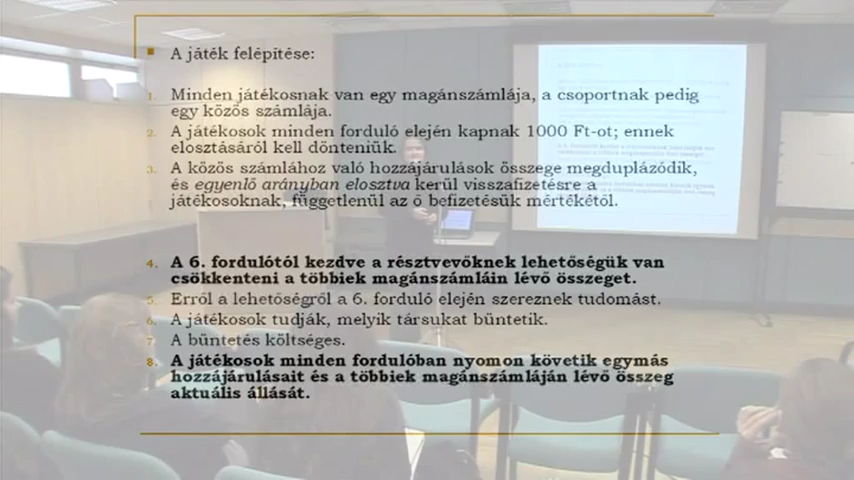 A játék felépítése:
1. Minden játékosnak van egy magánszámlája, a csoportnak pedig
egy közös számlája.
2. A játékosok minden forduló elején kapnak 1000 Ft-ot; ennek
elosztásáról kell dönteniük.
3. A közös számlához való hozzájárulások összege megduplázódik,
és egyenlő arányban elosztva kerül visszafizetésre a
játékosoknak, függetlenül az ő befizetésük mértékétől.
4. A 6. fordulótól kezdve a résztvevőknek lehetőségük van
csökkenteni a többiek magánszámláin lévő összeget.
5. Erről a lehetőségről a 6. forduló elején szereznek tudomást.
6. A játékosok tudják, melyik társukat büntetik.
7. A büntetés költséges.
8. A játékosok minden fordulóban nyomon követik egymás
hozzájárulásait és a többiek magánszámláján lévő összeg
aktuális állását.